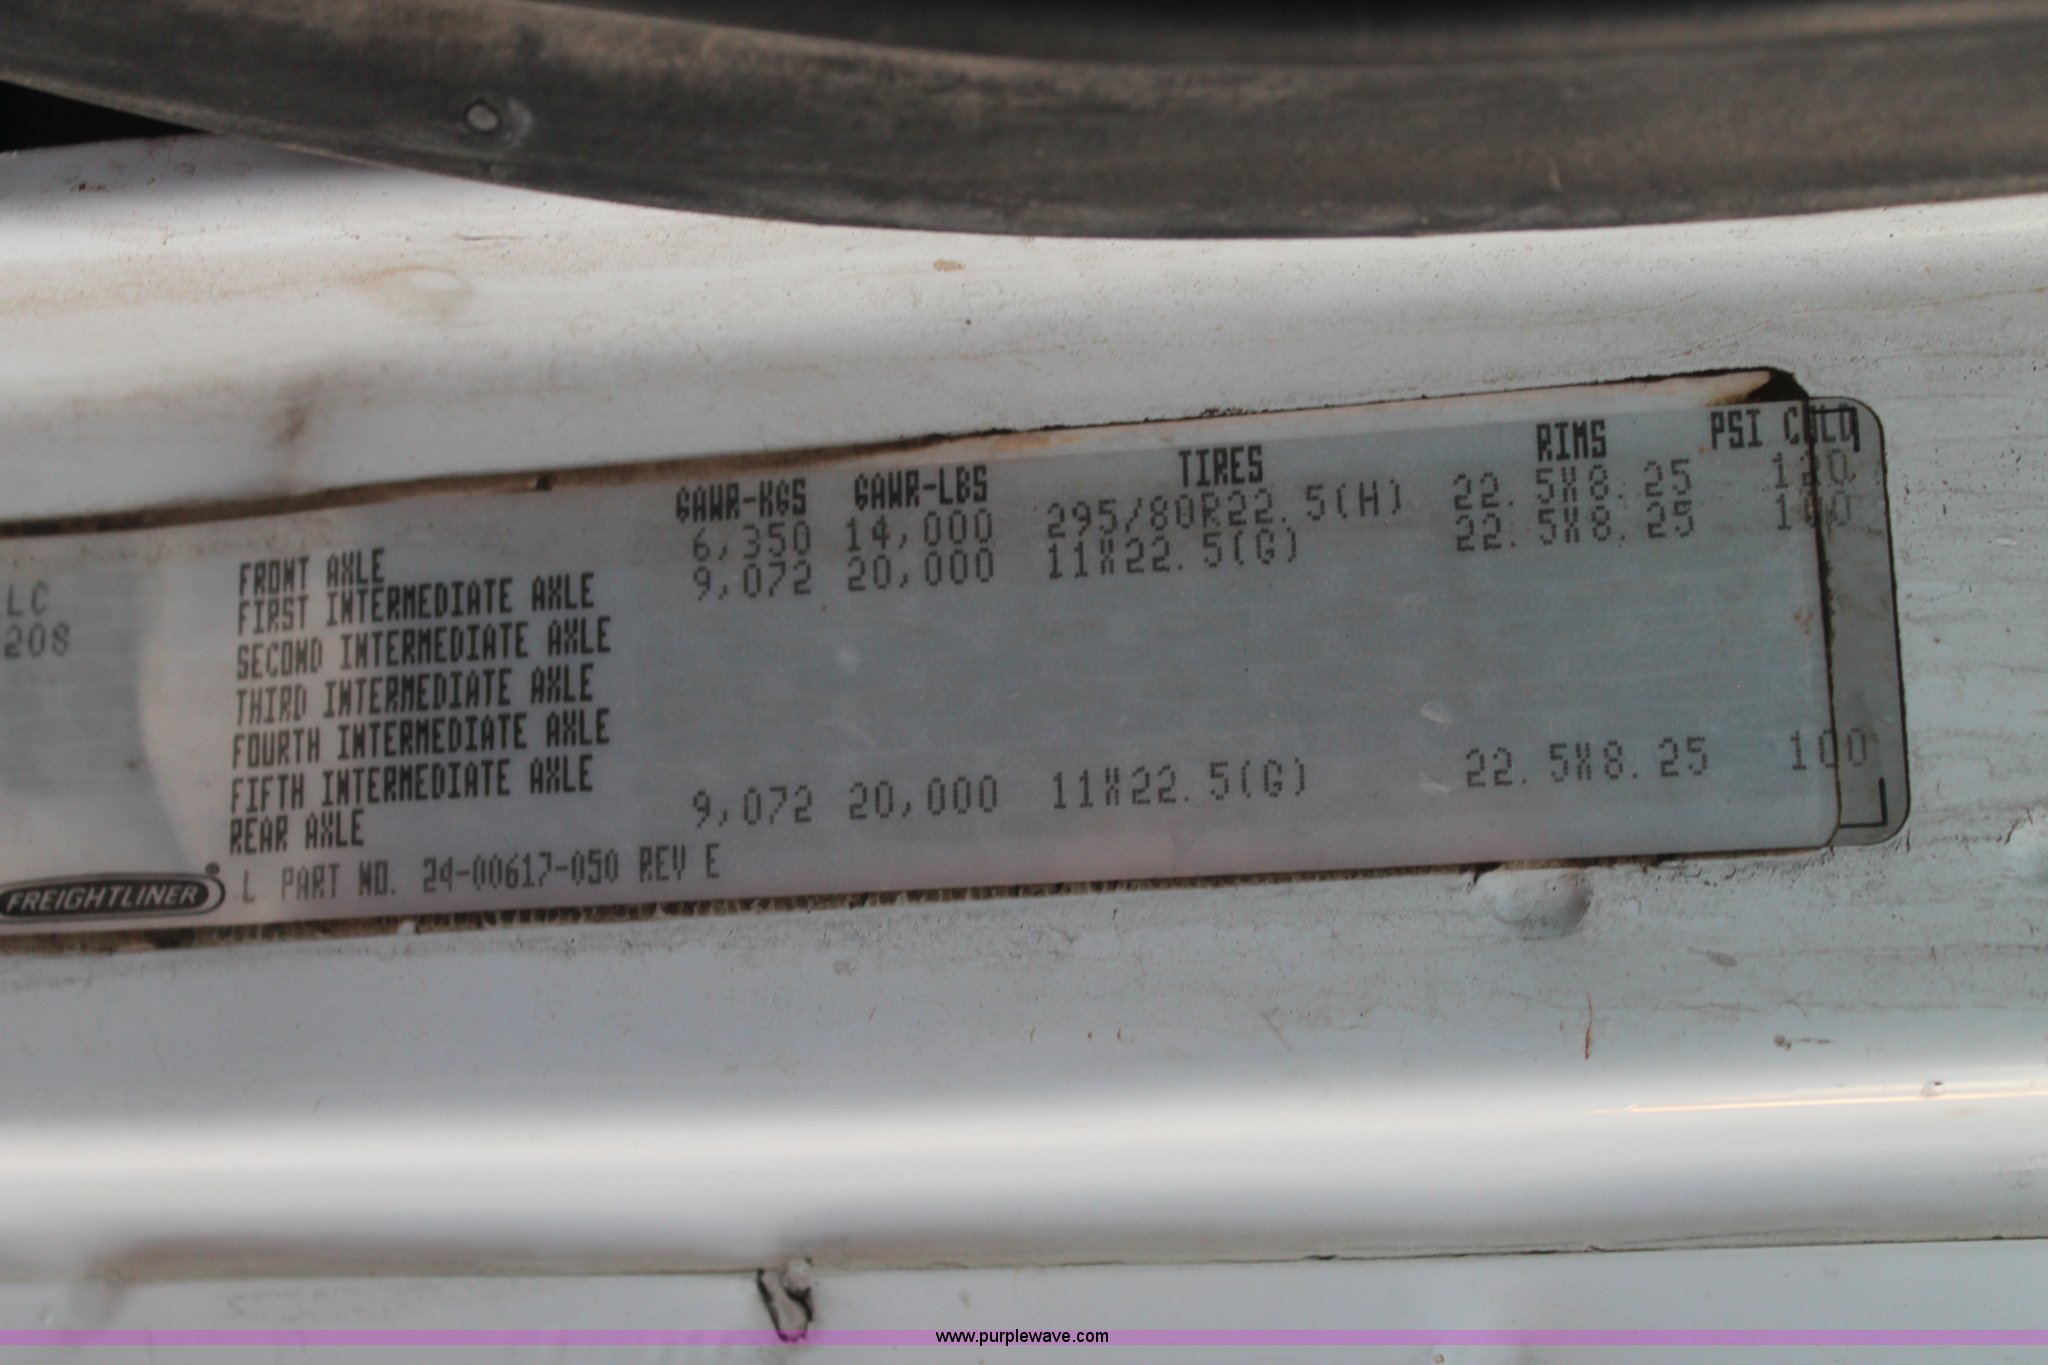 GAWR-KGS GAWR-LBS TIRES RIMS PSI COLD
FRONT AXLE 6,350 14,000 295/80R22.5(H) 22.5X8.25
FIRST INTERMEDIATE AXLE 9,072 20,000 11X22.5(G) 22.5X8.25 100
SECOND INTERMEDIATE AXLE
THIRD INTERMEDIATE AXLE
FOURTH INTERMEDIATE AXLE
FIFTH INTERMEDIATE AXLE
REAR AXLE 9,072 20,000 11X22.5(G) 22.5X8.25 100
LC
208
FREIGHTLINER L PART NO. 24-00617-050 REV E
www.purplewave.com